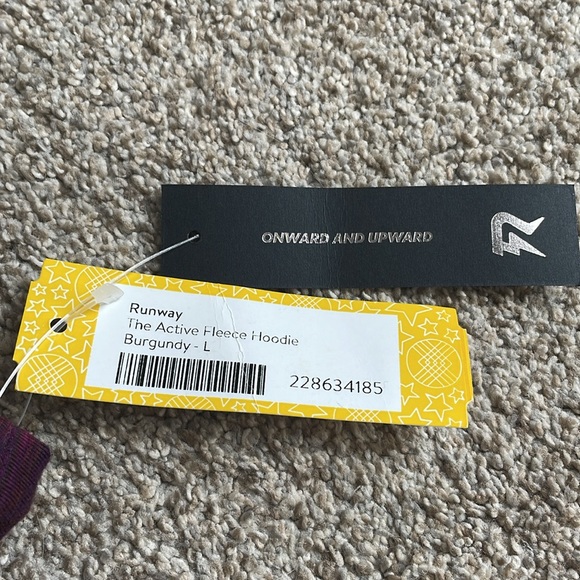 ONWARD AND UPWARD
Runway
The Active Fleece Hoodie
Burgundy - L
228634185